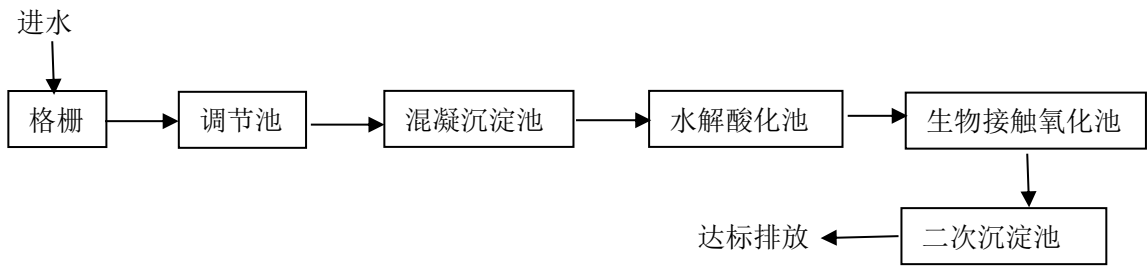 进水
格栅
调节池
混凝沉淀池
水解酸化池
生物接触氧化池
二次沉淀池
达标排放